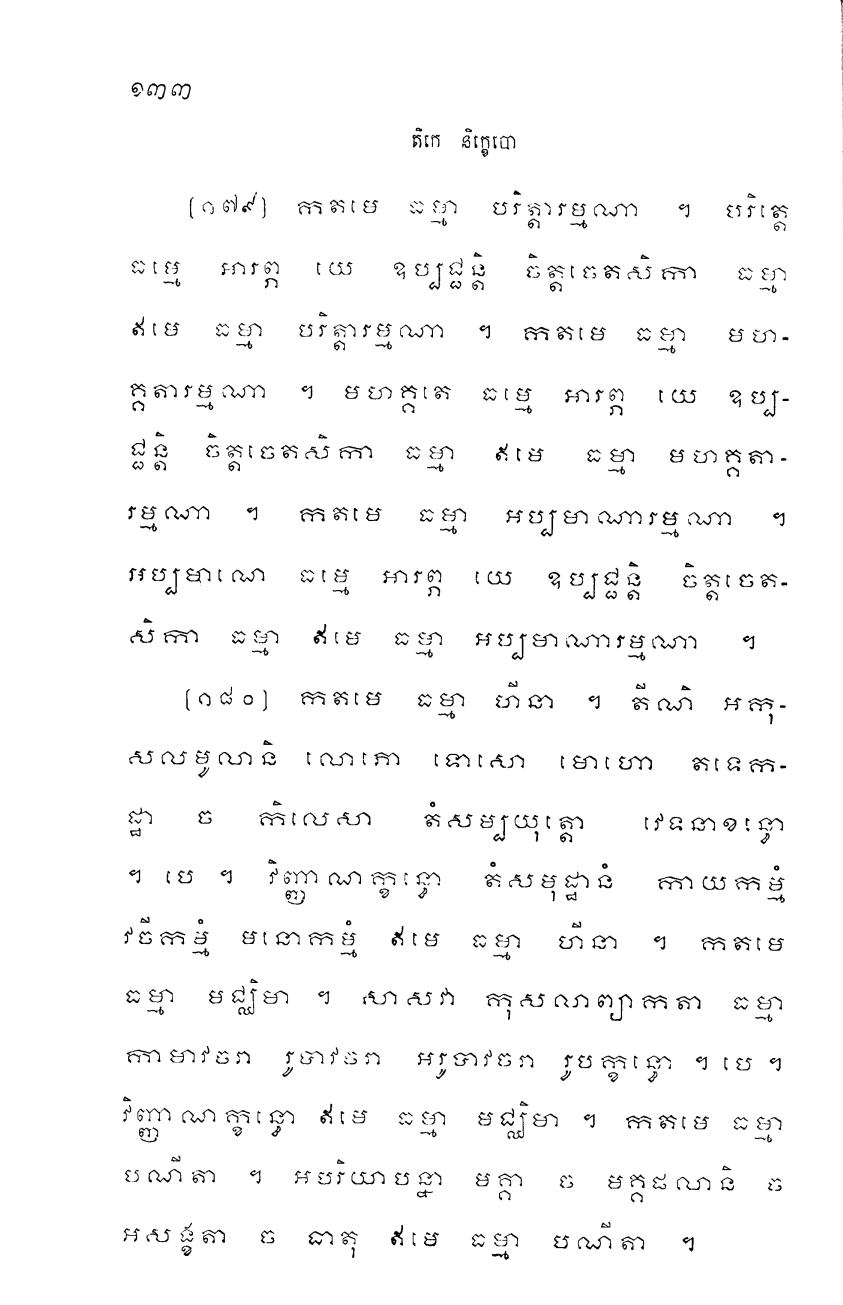 ១៣៣
តិកេ និក្ខេបោ
[១៧៩] កតមេ ធម្មា បរិត្តារម្មណា ។ បរិត្តេ
ធម្មេ អារព្ភ យេ ឧប្បជ្ជន្តិ ចិត្តចេតសិកា ធម្មា
ឥមេ ធម្មា បរិត្តារម្មណា ។ កតមេ ធម្មា មហ-
គ្គតារម្មណា ។ មហគ្គតេ ធម្មេ អារព្ភ យេ ឧប្ប-
ជ្ជន្តិ ចិត្តចេតសិកា ធម្មា ឥមេ ធម្មា មហគ្គតា-
រម្មណា ។ កតមេ ធម្មា អប្បមាណារម្មណា ។
អប្បមាណេ ធម្មេ អារព្ភ យេ ឧប្បជ្ជន្តិ ចិត្តចេត-
សិកា ធម្មា ឥមេ ធម្មា អប្បមាណារម្មណា ។
[១៨០] កតមេ ធម្មា ហីនា ។ តីណិ អកុ-
សលមូលានិ លោភោ ទោសោ មោហោ តទេក-
ដ្ឋា ច កិលេសា តំសម្បយុត្តោ វេទនាខន្ធោ
។ បេ ។ វិញ្ញាណក្ខន្ធោ តំសមុដ្ឋានំ កាយកម្មំ
វចីកម្មំ មនោកម្មំ ឥមេ ធម្មា ហីនា ។ កតមេ
ធម្មា មជ្ឈិមា ។ សាសវា កុសលាព្យាកតា ធម្មា
កាមាវចរា រូបាវចរា អរូបាវចរា រូបក្ខន្ធោ ។ បេ ។
វិញ្ញាណក្ខន្ធោ ឥមេ ធម្មា មជ្ឈិមា ។ កតមេ ធម្មា
បណីតា ។ អបរិយាបន្នា មគ្គា ច មគ្គផលានិ ច
អសង្ខតា ច ធាតុ ឥមេ ធម្មា បណីតា ។